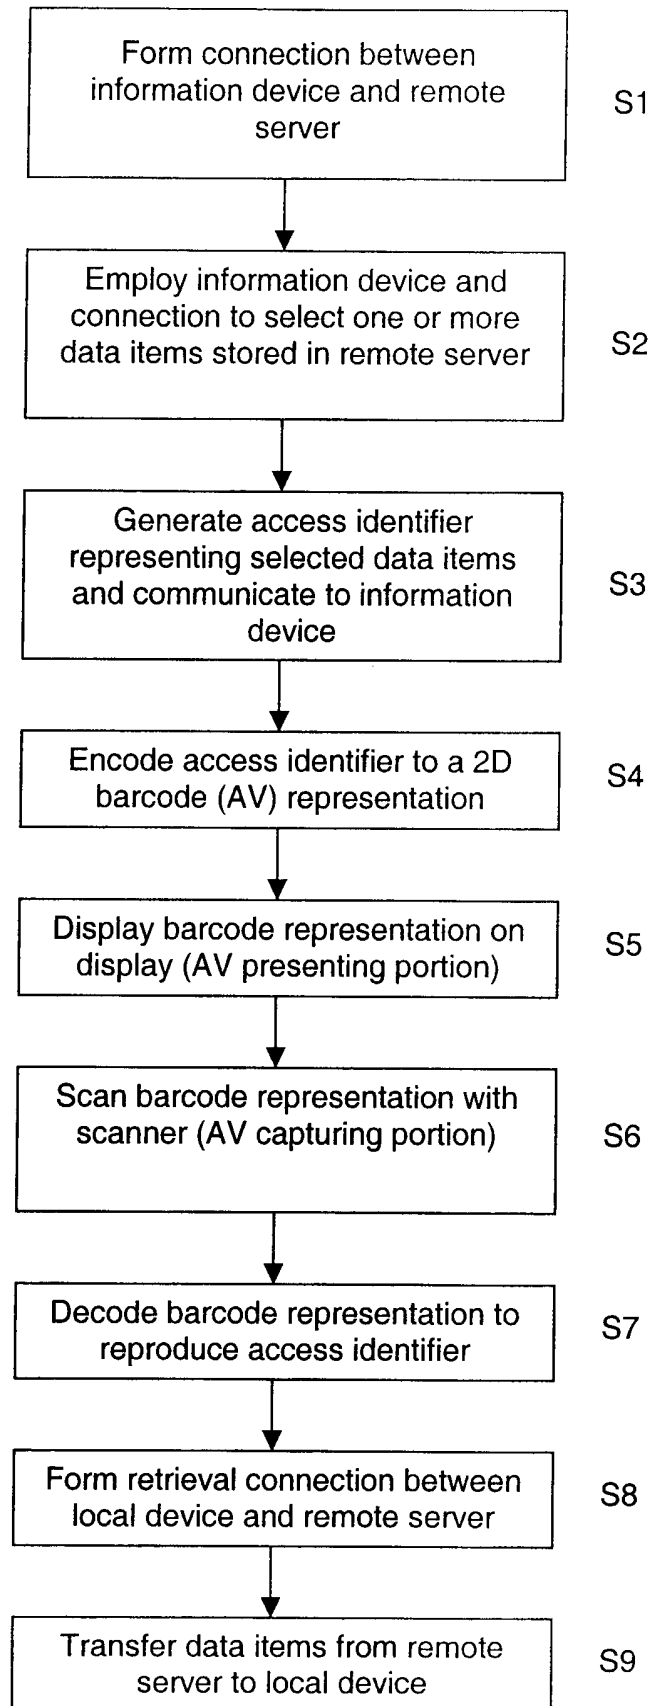 Form connection between
information device and remote
server
S1
Employ information device and
connection to select one or more
data items stored in remote server
S2
Generate access identifier
representing selected data items
and communicate to information
device
S3
Encode access identifier to a 2D
barcode (AV) representation
S4
Display barcode representation on
display (AV presenting portion)
S5
Scan barcode representation with
scanner (AV capturing portion)
S6
Decode barcode representation to
reproduce access identifier
S7
Form retrieval connection between
local device and remote server
S8
Transfer data items from remote
server to local device
S9